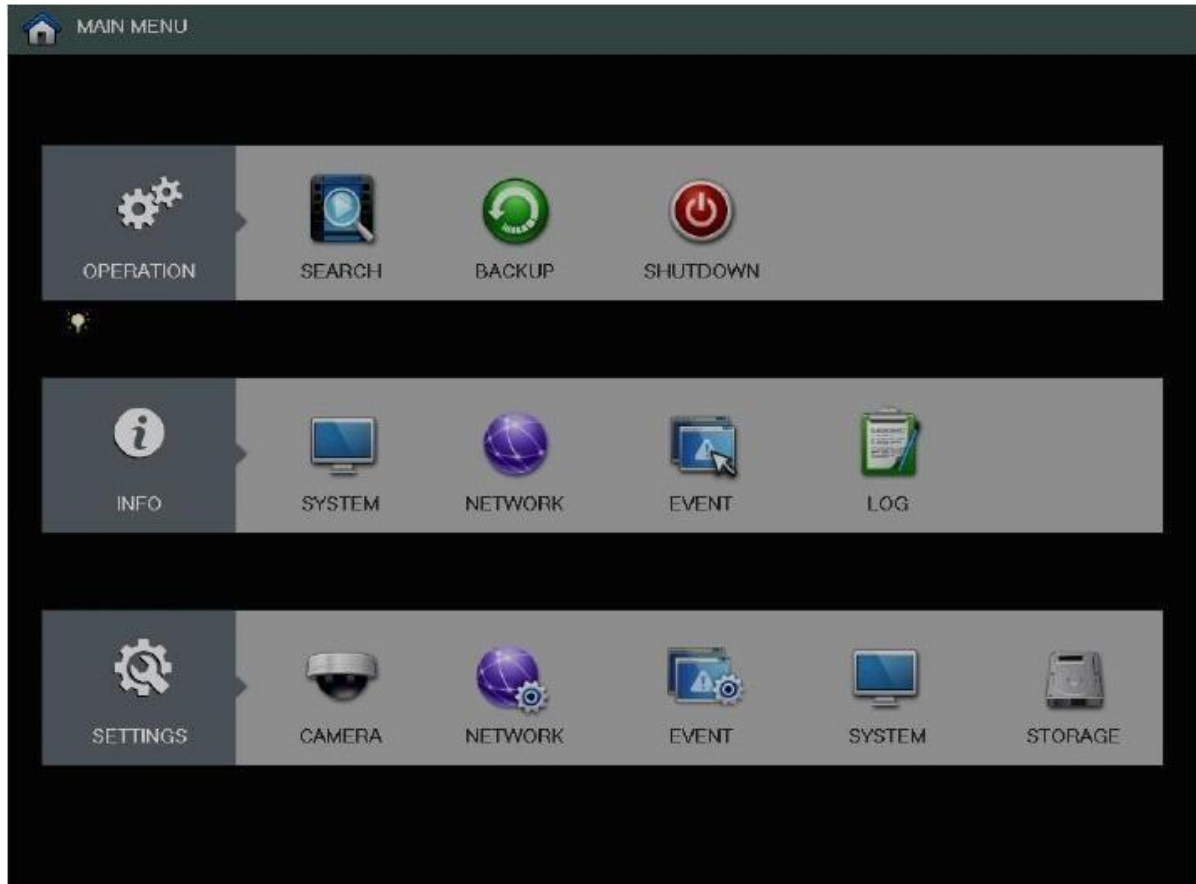 MAIN MENU
OPERATION SEARCH BACKUP SHUTDOWN
INFO SYSTEM NETWORK EVENT LOG
SETTINGS CAMERA NETWORK EVENT SYSTEM STORAGE